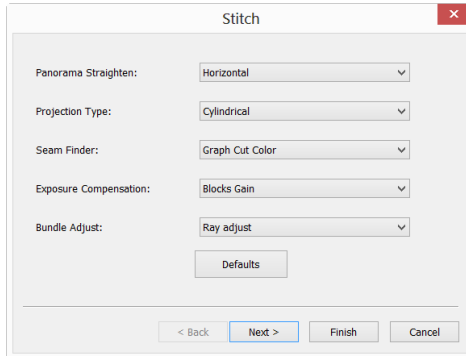 Stitch
Panorama Straighten: Horizontal
Projection Type: Cylindrical
Seam Finder: Graph Cut Color
Exposure Compensation: Blocks Gain
Bundle Adjust: Ray adjust
Defaults
< Back Next > Finish Cancel